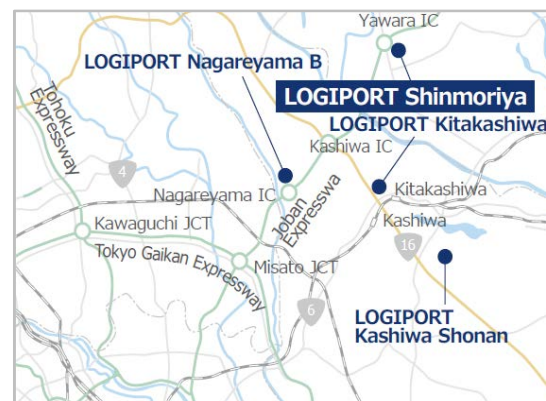 Yawara IC
LOGIPORT Nagareyama B
LOGIPORT Shinmoriya
LOGIPORT Kitakashiwa
Kashiwa IC
Tohoku
Expressway
4
Nagareyama IC
Joban
Expresswa
Kitakashiwa
Kashiwa
Kawaguchi JCT
16
Tokyo Gaikan Expressway
Misato JCT
6
LOGIPORT
Kashiwa Shonan